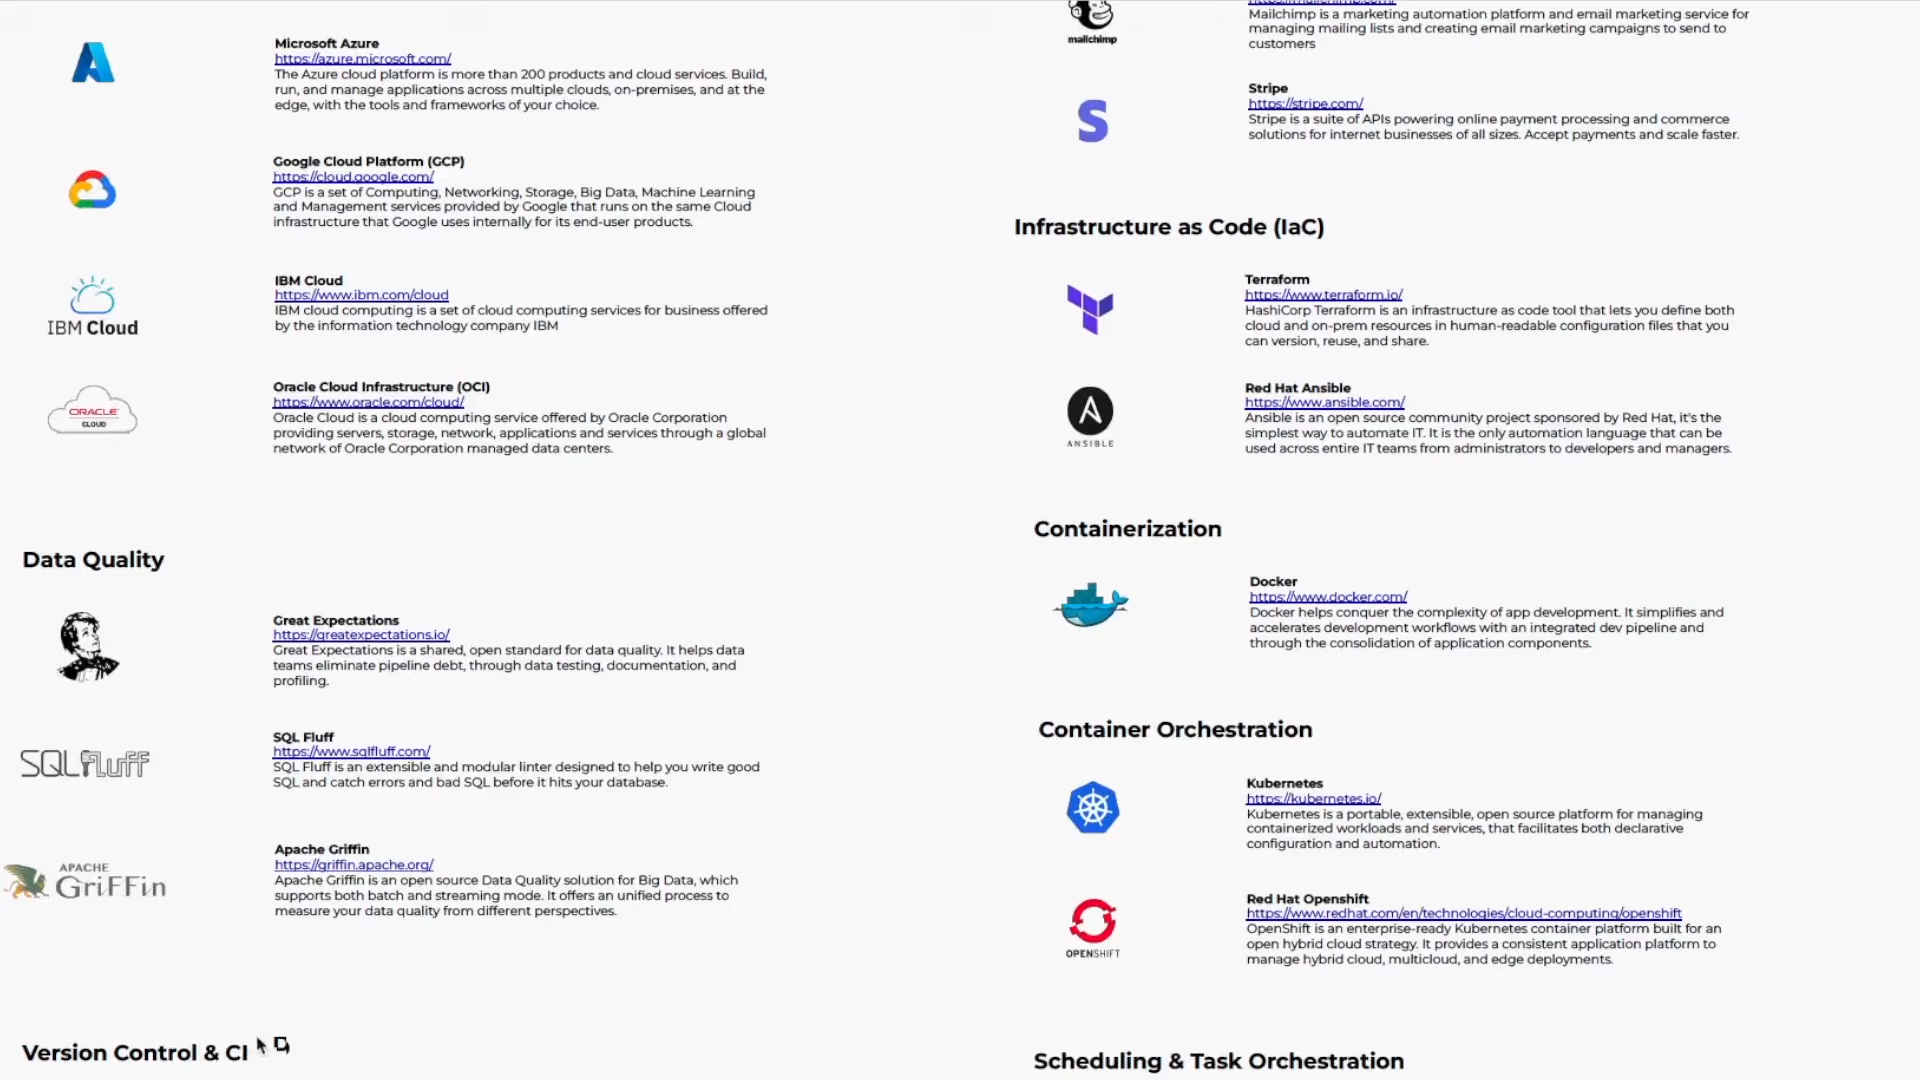 Microsoft Azure
https://azure.microsoft.com/
The Azure cloud platform is more than 200 products and cloud services. Build,
run, and manage applications across multiple clouds, on-premises, and at the
edge, with the tools and frameworks of your choice.
Google Cloud Platform (GCP)
https://cloud.google.com/
GCP is a set of Computing, Networking, Storage, Big Data, Machine Learning
and Management services provided by Google that runs on the same Cloud
infrastructure that Google uses internally for its end-user products.
IBM Cloud
IBM Cloud
https://www.ibm.com/cloud
IBM cloud computing is a set of cloud computing services for business offered
by the information technology company IBM
ORACLE
CLOUD
Oracle Cloud Infrastructure (OCI)
https://www.oracle.com/cloud/
Oracle Cloud is a cloud computing service offered by Oracle Corporation
providing servers, storage, network, applications and services through a global
network of Oracle Corporation managed data centers.
Data Quality
Great Expectations
https://greatexpectations.io/
Great Expectations is a shared, open standard for data quality. It helps data
teams eliminate pipeline debt, through data testing, documentation, and
profiling.
SQLfluff
SQL Fluff
https://www.sqlfluff.com/
SQL Fluff is an extensible and modular linter designed to help you write good
SQL and catch errors and bad SQL before it hits your database.
APACHE
GriFFin
Apache Griffin
https://griffin.apache.org/
Apache Griffin is an open source Data Quality solution for Big Data, which
supports both batch and streaming mode. It offers an unified process to
measure your data quality from different perspectives.
Version Control & CI
mailchimp
https://mailchimp.com/
Mailchimp is a marketing automation platform and email marketing service for
managing mailing lists and creating email marketing campaigns to send to
customers
Stripe
https://stripe.com/
Stripe is a suite of APIs powering online payment processing and commerce
solutions for internet businesses of all sizes. Accept payments and scale faster.
Infrastructure as Code (IaC)
Terraform
https://www.terraform.io/
HashiCorp Terraform is an infrastructure as code tool that lets you define both
cloud and on-prem resources in human-readable configuration files that you
can version, reuse, and share.
ANSIBLE
Red Hat Ansible
https://www.ansible.com/
Ansible is an open source community project sponsored by Red Hat, it's the
simplest way to automate IT. It is the only automation language that can be
used across entire IT teams from administrators to developers and managers.
Containerization
Docker
https://www.docker.com/
Docker helps conquer the complexity of app development. It simplifies and
accelerates development workflows with an integrated dev pipeline and
through the consolidation of application components.
Container Orchestration
Kubernetes
https://kubernetes.io/
Kubernetes is a portable, extensible, open source platform for managing
containerized workloads and services, that facilitates both declarative
configuration and automation.
OPENSHIFT
Red Hat Openshift
https://www.redhat.com/en/technologies/cloud-computing/openshift
OpenShift is an enterprise-ready Kubernetes container platform built for an
open hybrid cloud strategy. It provides a consistent application platform to
manage hybrid cloud, multicloud, and edge deployments.
Scheduling & Task Orchestration